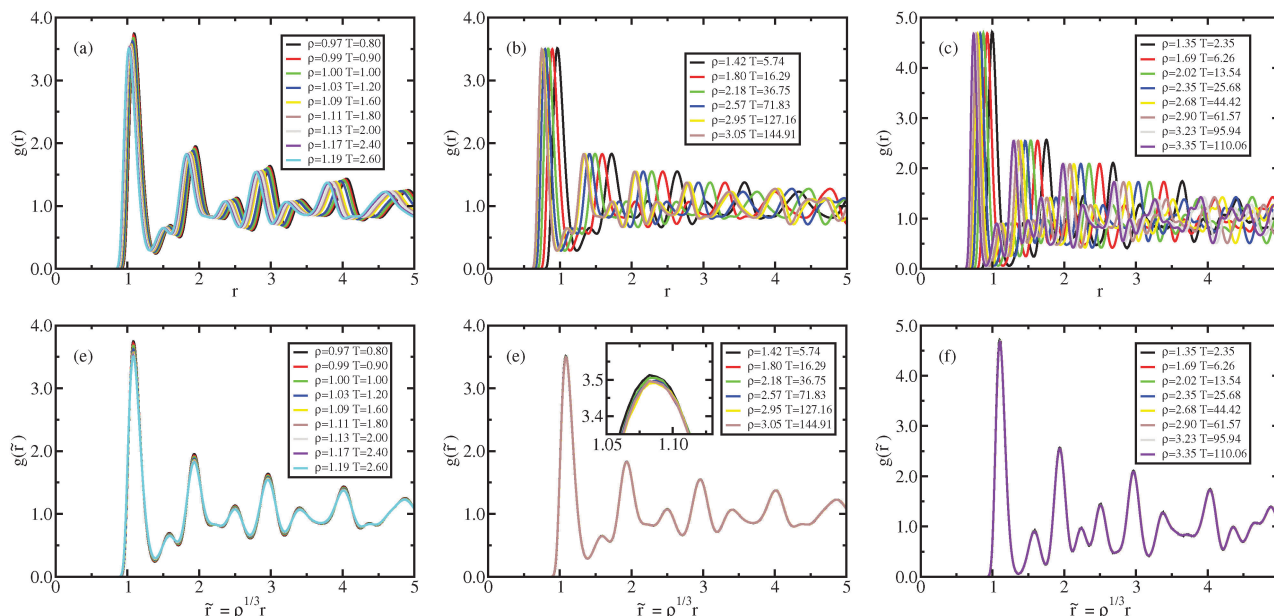 (a)
ρ=0.97 T=0.80
ρ=0.99 T=0.90
ρ=1.00 T=1.00
ρ=1.03 T=1.20
ρ=1.09 T=1.60
ρ=1.11 T=1.80
ρ=1.13 T=2.00
ρ=1.17 T=2.40
ρ=1.19 T=2.60
4.0
3.0
2.0
1.0
0.0
g(r)
0 1 2 3 4 5
r
(b)
ρ=1.42 T=5.74
ρ=1.80 T=16.29
ρ=2.18 T=36.75
ρ=2.57 T=71.83
ρ=2.95 T=127.16
ρ=3.05 T=144.91
4.0
3.0
2.0
1.0
0.0
g(r)
0 1 2 3 4 5
r
(c)
ρ=1.35 T=2.35
ρ=1.69 T=6.26
ρ=2.02 T=13.54
ρ=2.35 T=25.68
ρ=2.68 T=44.42
ρ=2.90 T=61.57
ρ=3.23 T=95.94
ρ=3.35 T=110.06
5.0
4.0
3.0
2.0
1.0
0.0
g(r)
0 1 2 3 4
r
(e)
ρ=0.97 T=0.80
ρ=0.99 T=0.90
ρ=1.00 T=1.00
ρ=1.03 T=1.20
ρ=1.09 T=1.60
ρ=1.11 T=1.80
ρ=1.13 T=2.00
ρ=1.17 T=2.40
ρ=1.19 T=2.60
4.0
3.0
2.0
1.0
0.0
g(r̃)
0 1 2 3 4 5
r̃ = ρ^1/3 r
(e)
3.5
3.4
1.05 1.10
ρ=1.42 T=5.74
ρ=1.80 T=16.29
ρ=2.18 T=36.75
ρ=2.57 T=71.83
ρ=2.95 T=127.16
ρ=3.05 T=144.91
4.0
3.0
2.0
1.0
0.0
g(r̃)
0 1 2 3 4 5
r̃ = ρ^1/3 r
(f)
ρ=1.35 T=2.35
ρ=1.69 T=6.26
ρ=2.02 T=13.54
ρ=2.35 T=25.68
ρ=2.68 T=44.42
ρ=2.90 T=61.57
ρ=3.23 T=95.94
ρ=3.35 T=110.06
5.0
4.0
3.0
2.0
1.0
0.0
g(r̃)
0 1 2 3 4
r̃ = ρ^1/3 r